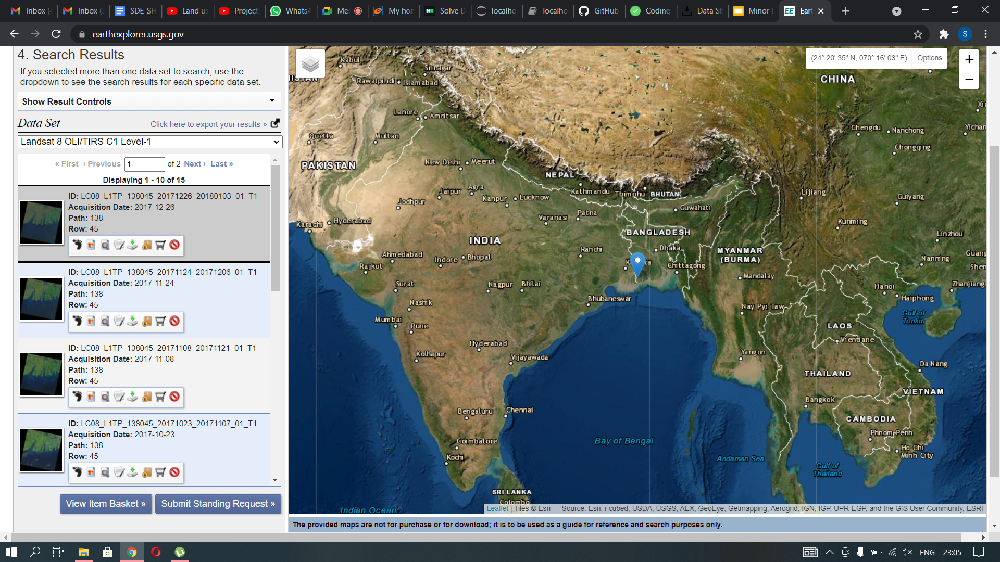 Inbox (
Inbox (
SDE-SH
Land us
Projecti
WhatsA
Mee
My hon
Solve D
localho
localho
GitHub
Coding
Data St
Minor P
EE Eart
earthexplorer.usgs.gov
S
4. Search Results
If you selected more than one data set to search, use the
dropdown to see the search results for each specific data set.
Show Result Controls
Data Set
Click here to export your results »
Landsat 8 OLI/TIRS C1 Level-1
« First ‹ Previous 1 of 2 Next › Last »
Displaying 1 - 10 of 15
ID: LC08_L1TP_138045_20171226_20180103_01_T1
Acquisition Date: 2017-12-26
Path: 138
Row: 45
ID: LC08_L1TP_138045_20171124_20171206_01_T1
Acquisition Date: 2017-11-24
Path: 138
Row: 45
ID: LC08_L1TP_138045_20171108_20171121_01_T1
Acquisition Date: 2017-11-08
Path: 138
Row: 45
ID: LC08_L1TP_138045_20171023_20171107_01_T1
Acquisition Date: 2017-10-23
Path: 138
Row: 45
View Item Basket »
Submit Standing Request »
(24° 20' 35" N, 070° 16' 03" E)
Options
+
−
Kabul
Srinagar
Rawalpindi
Islamabad
CHINA
Lahore
Amritsar
Quetta
Multan
Chengdu
Nanchong
Yichan
Chongqing
PAKISTAN
New Delhi
Meerut
NEPAL
Jaipur
Agra
Kathmandu
Thimphu
BHUTAN
Lijiang
Guiyang
Jodhpur
Kanpur
Lucknow
Guwahati
Varanasi
Patna
Karachi
Hyderabad
Kunming
BANGLADESH
Linzhou
INDIA
Ranchi
Dhaka
MYANMAR
(BURMA)
Guang
Nanning
Shen
Ahmedabad
Indore
Bhopal
Rajkot
Chittagong
Mandalay
Surat
Nagpur
Bhilai
Hanoi
Zhanjiang
Haiphong
Nashik
Bhubaneswar
Nay Pyi Taw
Gulf of
Tonkin
Mumbai
Pune
LAOS
Vientiane
Hyderabad
Kolhapur
Vijayawada
Yangon
Da Nang
THAILAND
VIETNAM
Bangkok
Bengaluru
Chennai
CAMBODIA
Phnom-Penh
Coimbatore
Bay of Bengal
Ho Chi
Minh City
Kochi
Andaman Sea
Gulf of
Thailand
SRI LANKA
Colombo
Indian Ocean
Leaflet | Tiles © Esri — Source: Esri, i-cubed, USDA, USGS, AEX, GeoEye, Getmapping, Aerogrid, IGN, IGP, UPR-EGP, and the GIS User Community, ESRI
The provided maps are not for purchase or for download; it is to be used as a guide for reference and search purposes only.
ENG
23:05